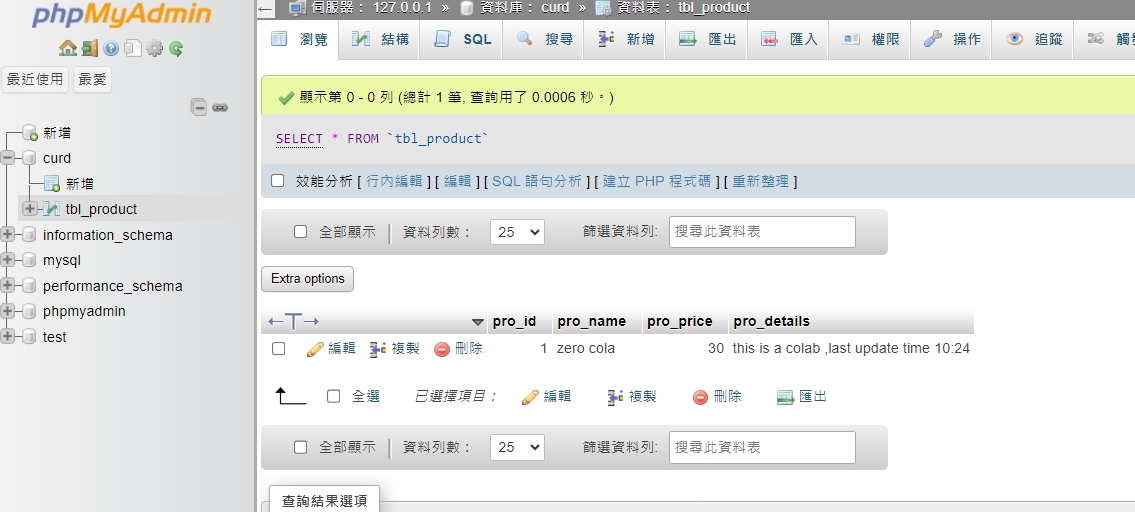 phpMyAdmin
最近使用 最愛
新增
curd
新增
tbl_product
information_schema
mysql
performance_schema
phpmyadmin
test
伺服器： 127.0.0.1 » 資料庫： curd » 資料表： tbl_product
瀏覽 結構 SQL 搜尋 新增 匯出 匯入 權限 操作 追蹤
顯示第 0 - 0 列 (總計 1 筆, 查詢用了 0.0006 秒。)
SELECT * FROM `tbl_product`
效能分析 [ 行內編輯 ] [ 編輯 ] [ SQL 語句分析 ] [ 建立 PHP 程式碼 ] [ 重新整理 ]
全部顯示 資料列數： 25 篩選資料列: 搜尋此資料表
Extra options
pro_id pro_name pro_price pro_details
編輯 複製 刪除 1 zero cola 30 this is a colab ,last update time 10:24
全選 已選擇項目： 編輯 複製 刪除 匯出
全部顯示 資料列數： 25 篩選資料列: 搜尋此資料表
查詢結果選項